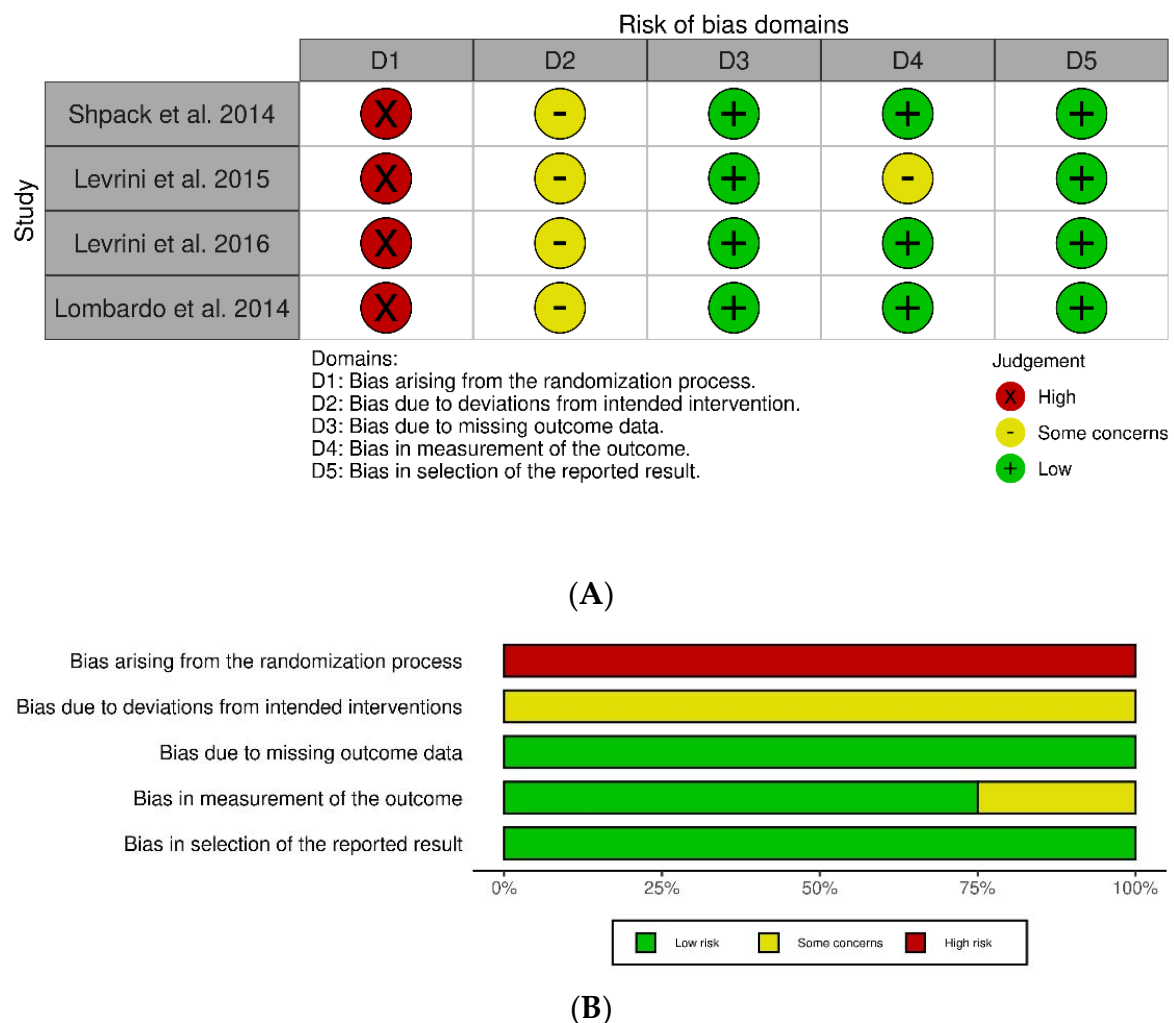 Risk of bias domains
D1 D2 D3 D4 D5
Study
Shpack et al. 2014 X - + + +
Levrini et al. 2015 X - + - +
Levrini et al. 2016 X - + + +
Lombardo et al. 2014 X - + + +
Domains:
D1: Bias arising from the randomization process.
D2: Bias due to deviations from intended intervention.
D3: Bias due to missing outcome data.
D4: Bias in measurement of the outcome.
D5: Bias in selection of the reported result.
Judgement
X High
- Some concerns
+ Low
(A)
Bias arising from the randomization process
Bias due to deviations from intended interventions
Bias due to missing outcome data
Bias in measurement of the outcome
Bias in selection of the reported result
0% 25% 50% 75% 100%
Low risk Some concerns High risk
(B)